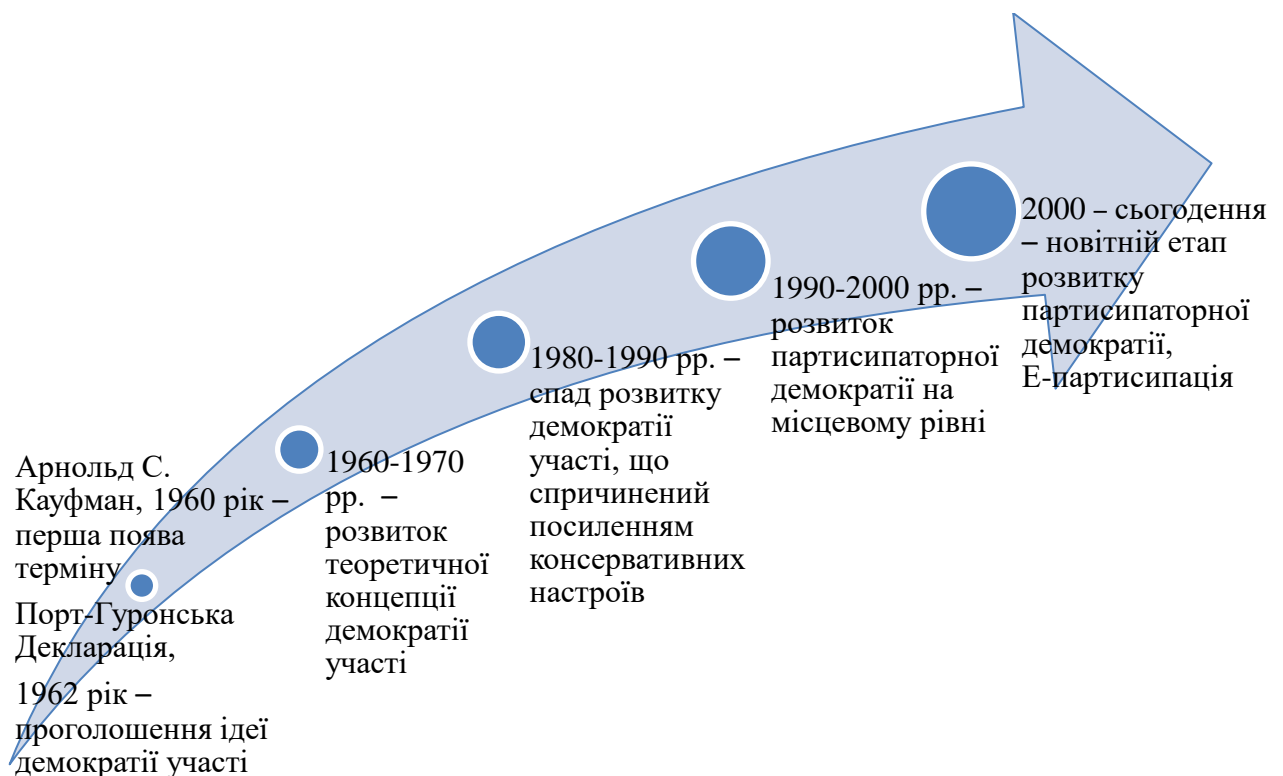 Арнольд С.
Кауфман, 1960 рік –
перша поява
терміну
Порт-Гуронська
Декларація,
1962 рік –
проголошення ідеї
демократії участі
1960-1970
рр. –
розвиток
теоретичної
концепції
демократії
участі
1980-1990 рр. –
спад розвитку
демократії
участі, що
спричинений
посиленням
консервативних
настроїв
1990-2000 рр. –
розвиток
партисипаторної
демократії на
місцевому рівні
2000 – сьогодення
– новітній етап
розвитку
партисипаторної
демократії,
Е-партисипація